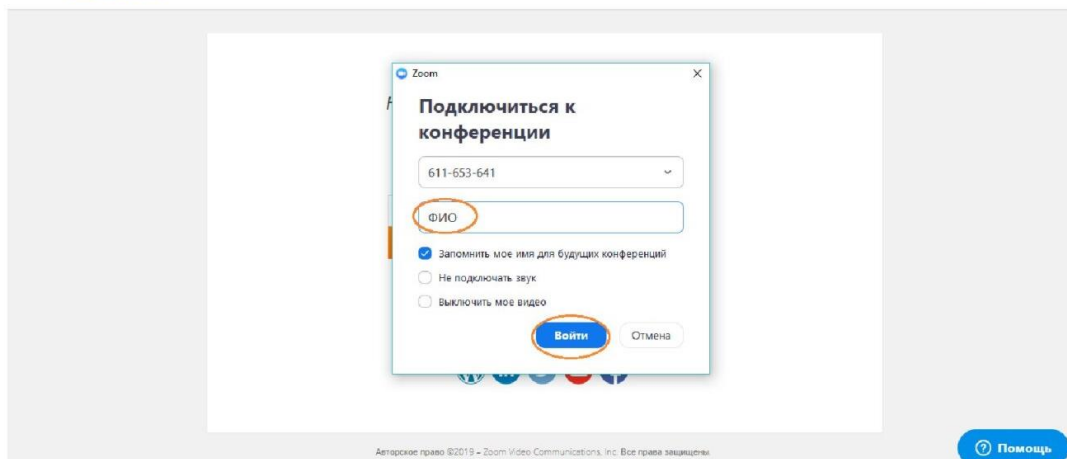 Zoom
Подключиться к
конференции
611-653-641
ФИО
Запомнить мое имя для будущих конференций
Не подключать звук
Выключить мое видео
Войти
Отмена
Авторское право ©2019 – Zoom Video Communications, Inc. Все права защищены.
Помощь